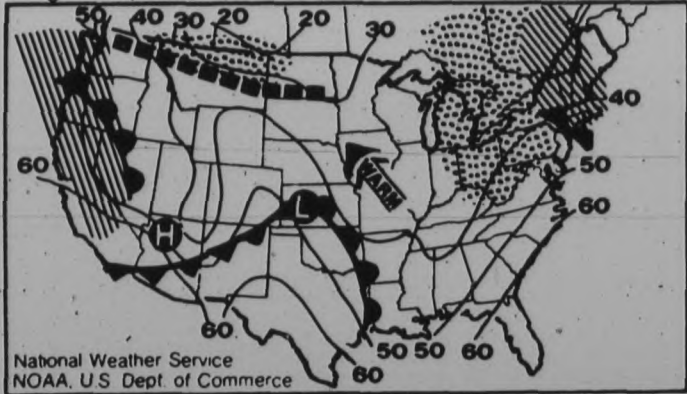 50 40 30 20 20 30
40
60
50
60
WARM
L
H
60
50 50 60
60
National Weather Service
NOAA, U.S. Dept. of Commerce